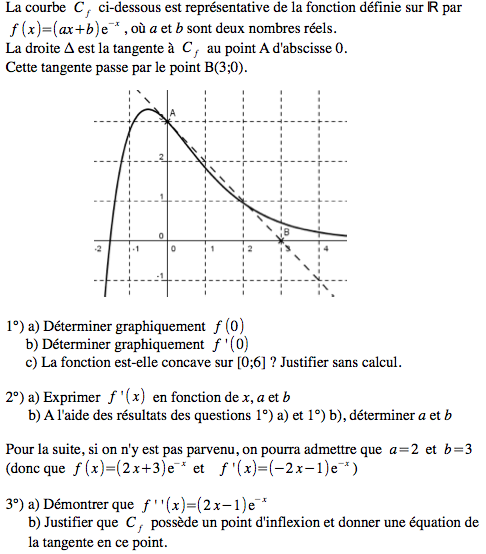 La courbe C_f ci-dessous est représentative de la fonction définie sur ℝ par
f(x)=(ax+b)e^{-x}, où a et b sont deux nombres réels.
La droite Δ est la tangente à C_f au point A d'abscisse 0.
Cette tangente passe par le point B(3;0).
A
2
1
0
B
-2
-1
0
1
2
3
4
-1
1°) a) Déterminer graphiquement f(0)
b) Déterminer graphiquement f'(0)
c) La fonction est-elle concave sur [0;6] ? Justifier sans calcul.
2°) a) Exprimer f'(x) en fonction de x, a et b
b) A l'aide des résultats des questions 1°) a) et 1°) b), déterminer a et b
Pour la suite, si on n'y est pas parvenu, on pourra admettre que a=2 et b=3
(donc que f(x)=(2x+3)e^{-x} et f'(x)=(-2x-1)e^{-x})
3°) a) Démontrer que f''(x)=(2x-1)e^{-x}
b) Justifier que C_f possède un point d'inflexion et donner une équation de
la tangente en ce point.